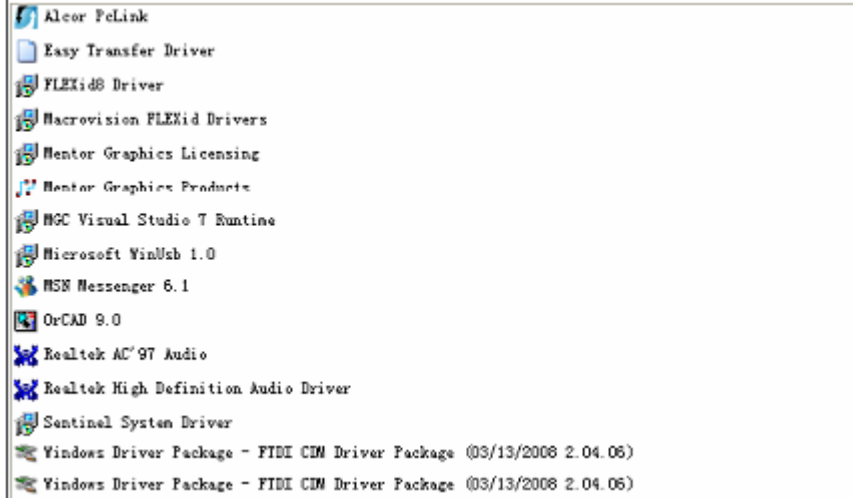 Alcor PcLink
Easy Transfer Driver
FLEXid8 Driver
Macrovision FLEXid Drivers
Mentor Graphics Licensing
Mentor Graphics Products
MGC Visual Studio 7 Runtime
Microsoft WinUsb 1.0
MSN Messenger 6.1
OrCAD 9.0
Realtek AC'97 Audio
Realtek High Definition Audio Driver
Sentinel System Driver
Windows Driver Package - FTDI CDM Driver Package (03/13/2008 2.04.06)
Windows Driver Package - FTDI CDM Driver Package (03/13/2008 2.04.06)